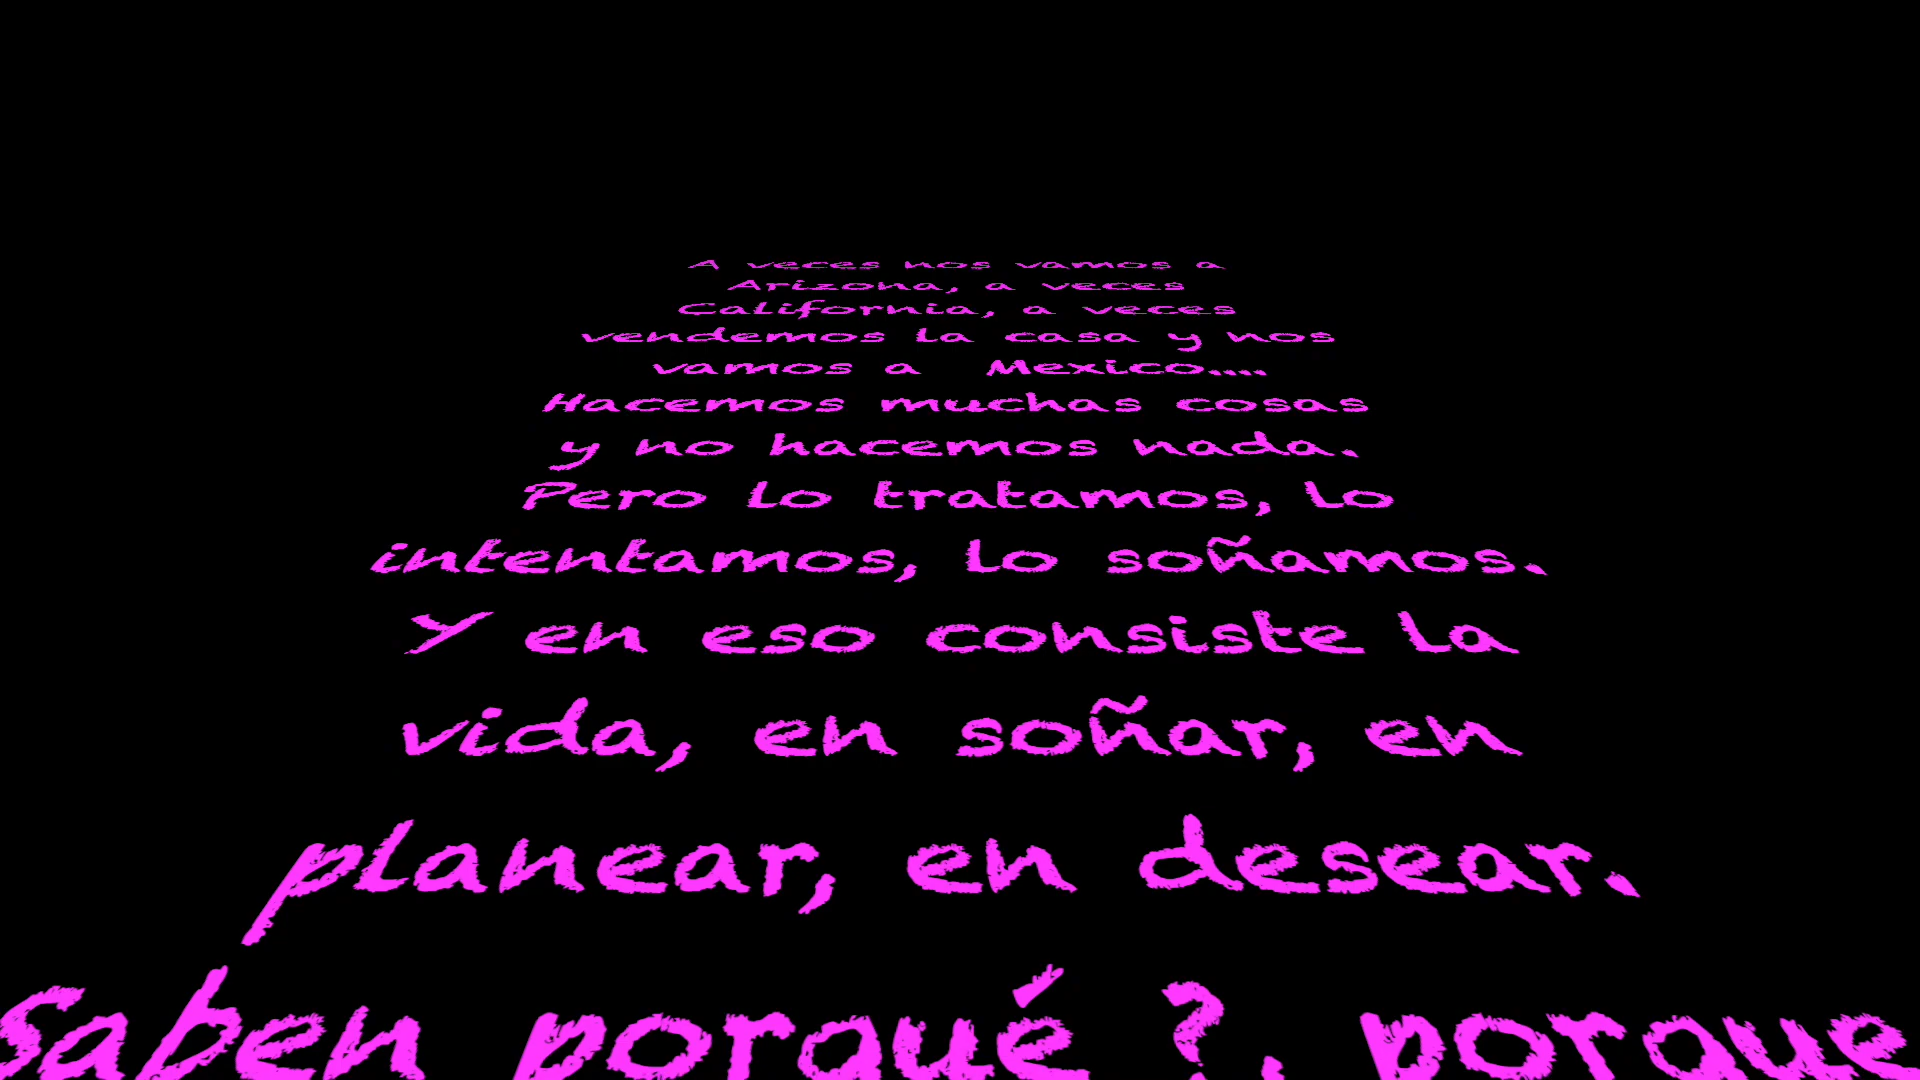 A veces nos vamos a
Arizona, a veces
California, a veces
vendemos la casa y nos
vamos a Mexico....
Hacemos muchas cosas
y no hacemos nada.
Pero lo tratamos, lo
intentamos, lo soñamos.
Y en eso consiste la
vida, en soñar, en
planear, en desear.
Saben porqué ?, porque